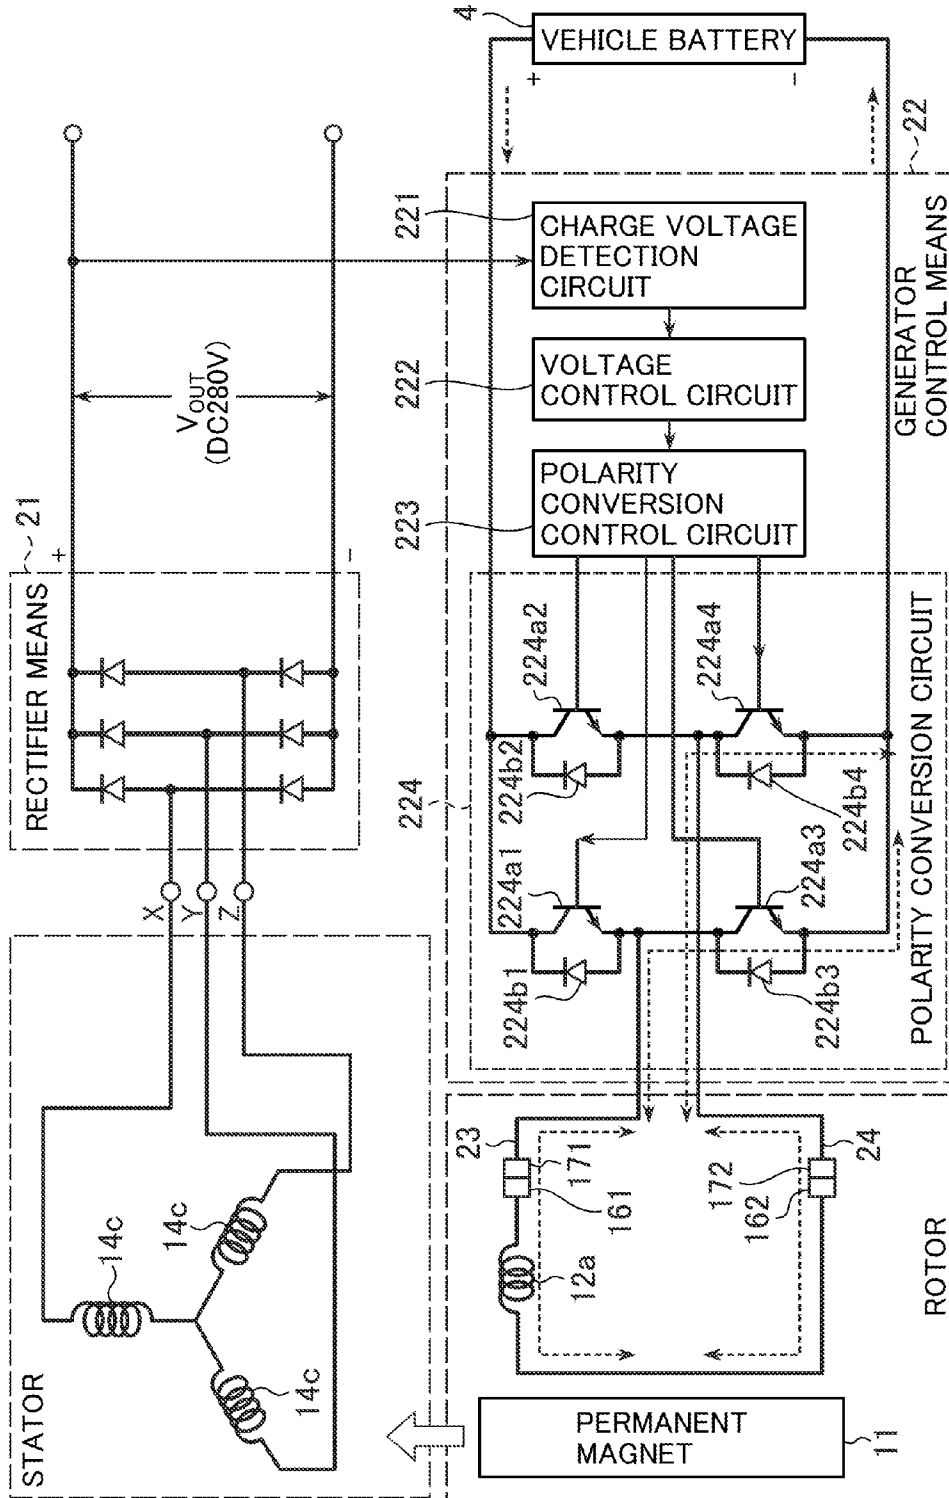 STATOR
14c
14c
14c
X
Y
Z
RECTIFIER MEANS
21
+
-
VOUT
(DC280V)
PERMANENT
MAGNET
11
ROTOR
12a
23
161
171
162
172
24
224
224a1
224b1
224a2
224b2
224a3
224b3
224a4
224b4
POLARITY CONVERSION CIRCUIT
223
POLARITY
CONVERSION
CONTROL CIRCUIT
222
VOLTAGE
CONTROL CIRCUIT
221
CHARGE VOLTAGE
DETECTION
CIRCUIT
GENERATOR
CONTROL MEANS
22
4
VEHICLE BATTERY
+
-